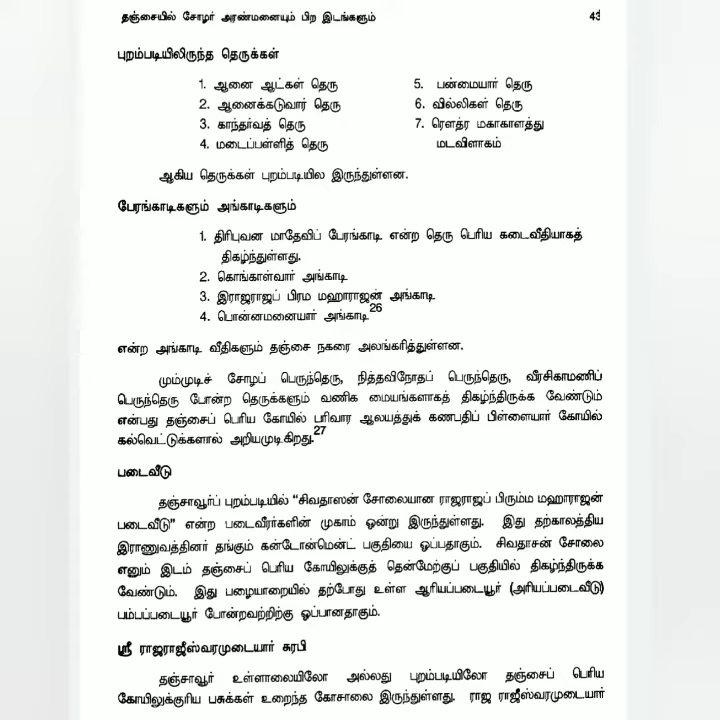 தஞ்சையில் சோழர் அரண்மனையும் பிற இடங்களும் 43
புறம்படியிலிருந்த தெருக்கள்
1. ஆனை ஆட்கள் தெரு
2. ஆனைக்கடுவார் தெரு
3. காந்தர்வத் தெரு
4. மடைப்பள்ளித் தெரு
5. பன்மையார் தெரு
6. வில்லிகள் தெரு
7. ரௌத்ர மகாகாளத்து
மடவிளாகம்
ஆகிய தெருக்கள் புறம்படியில இருந்துள்ளன.
பேரங்காடிகளும் அங்காடிகளும்
1. திரிபுவன மாதேவிப் பேரங்காடி என்ற தெரு பெரிய கடைவீதியாகத்
திகழ்ந்துள்ளது.
2. கொங்காள்வார் அங்காடி
3. இராஜராஜப் பிரம மஹாராஜன் அங்காடி
4. பொன்னமனையார் அங்காடி26
என்ற அங்காடி வீதிகளும் தஞ்சை நகரை அலங்கரித்துள்ளன.
மும்முடிச் சோழப் பெருந்தெரு, நித்தவிநோதப் பெருந்தெரு, வீரசிகாமணிப்
பெருந்தெரு போன்ற தெருக்களும் வணிக மையங்களாகத் திகழ்ந்திருக்க வேண்டும்
என்பது தஞ்சைப் பெரிய கோயில் பரிவார ஆலயத்துக் கணபதிப் பிள்ளையார் கோயில்
கல்வெட்டுக்களால் அறியமுடிகிறது.27
படைவீடு
தஞ்சாவூர்ப் புறம்படியில் “சிவதாஸன் சோலையான ராஜராஜப் பிரும்ம மஹாராஜன்
படைவீடு” என்ற படைவீரர்களின் முகாம் ஒன்று இருந்துள்ளது. இது தற்காலத்திய
இராணுவத்தினர் தங்கும் கன்டோன்மென்ட் பகுதியை ஒப்பதாகும். சிவதாசன் சோலை
எனும் இடம் தஞ்சைப் பெரிய கோயிலுக்குத் தென்மேற்குப் பகுதியில் திகழ்ந்திருக்க
வேண்டும். இது பழையாறையில் தற்போது உள்ள ஆரியப்படையூர் (அரியப்படைவீடு)
பம்பப்படையூர் போன்றவற்றிற்கு ஒப்பானதாகும்.
ஸ்ரீ ராஜராஜீஸ்வரமுடையார் சுரபி
தஞ்சாவூர் உள்ளாலையிலோ அல்லது புறம்படியிலோ தஞ்சைப் பெரிய
கோயிலுக்குரிய பசுக்கள் உறைந்த கோசாலை இருந்துள்ளது. ராஜ ராஜீஸ்வரமுடையார்